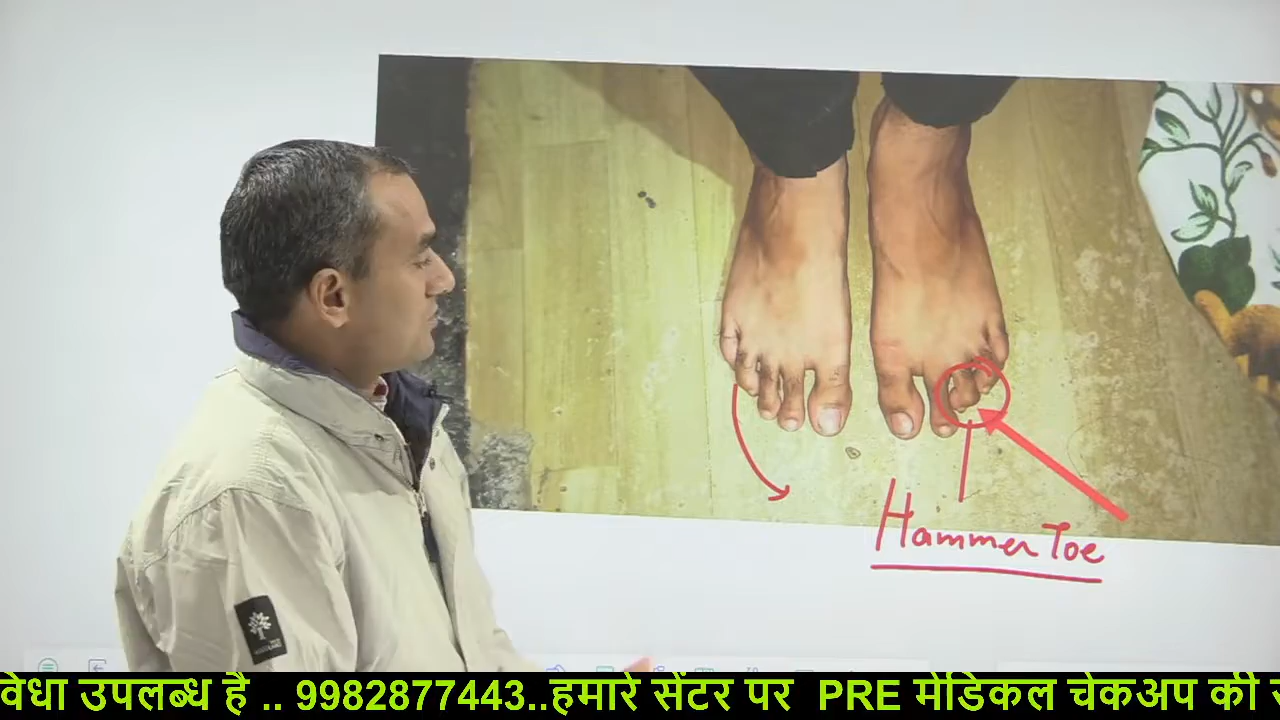 Hammer Toe
वेधा उपलब्ध है .. 9982877443..हमारे सेंटर पर PRE मेडिकल चेकअप की